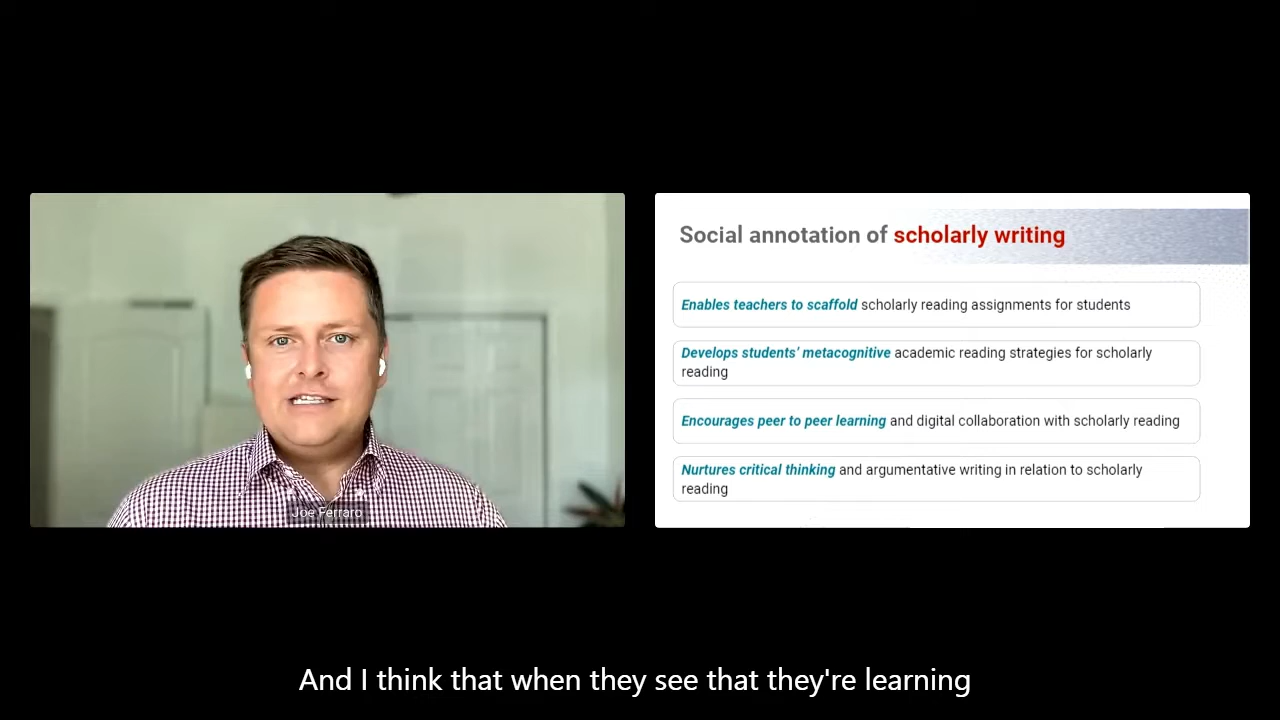 Joe Ferraro
Social annotation of scholarly writing
Enables teachers to scaffold scholarly reading assignments for students
Develops students' metacognitive academic reading strategies for scholarly
reading
Encourages peer to peer learning and digital collaboration with scholarly reading
Nurtures critical thinking and argumentative writing in relation to scholarly
reading
And I think that when they see that they're learning